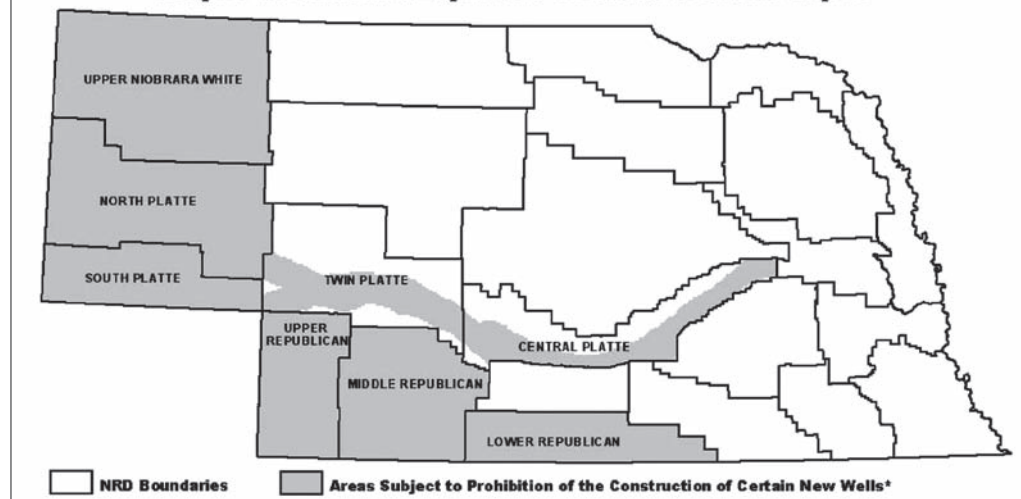 UPPER NIOBRARA WHITE
NORTH PLATTE
SOUTH PLATTE
TWIN PLATTE
UPPER
REPUBLICAN
CENTRAL PLATTE
MIDDLE REPUBLICAN
LOWER REPUBLICAN
NRD Boundaries
Areas Subject to Prohibition of the Construction of Certain New Wells*